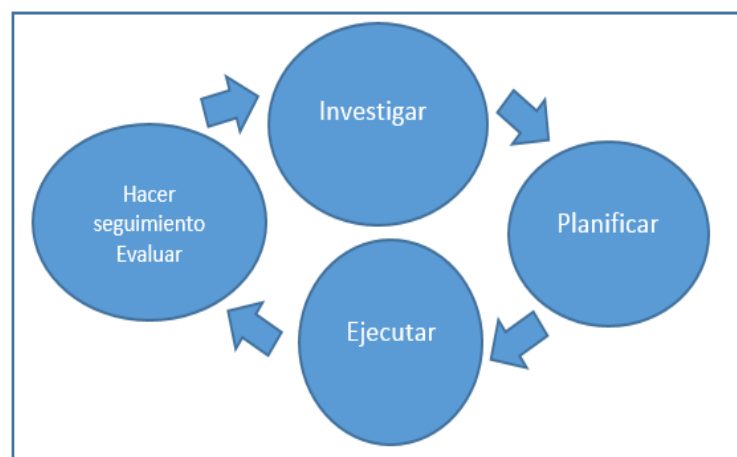 Investigar
Planificar
Ejecutar
Hacer
seguimiento
Evaluar